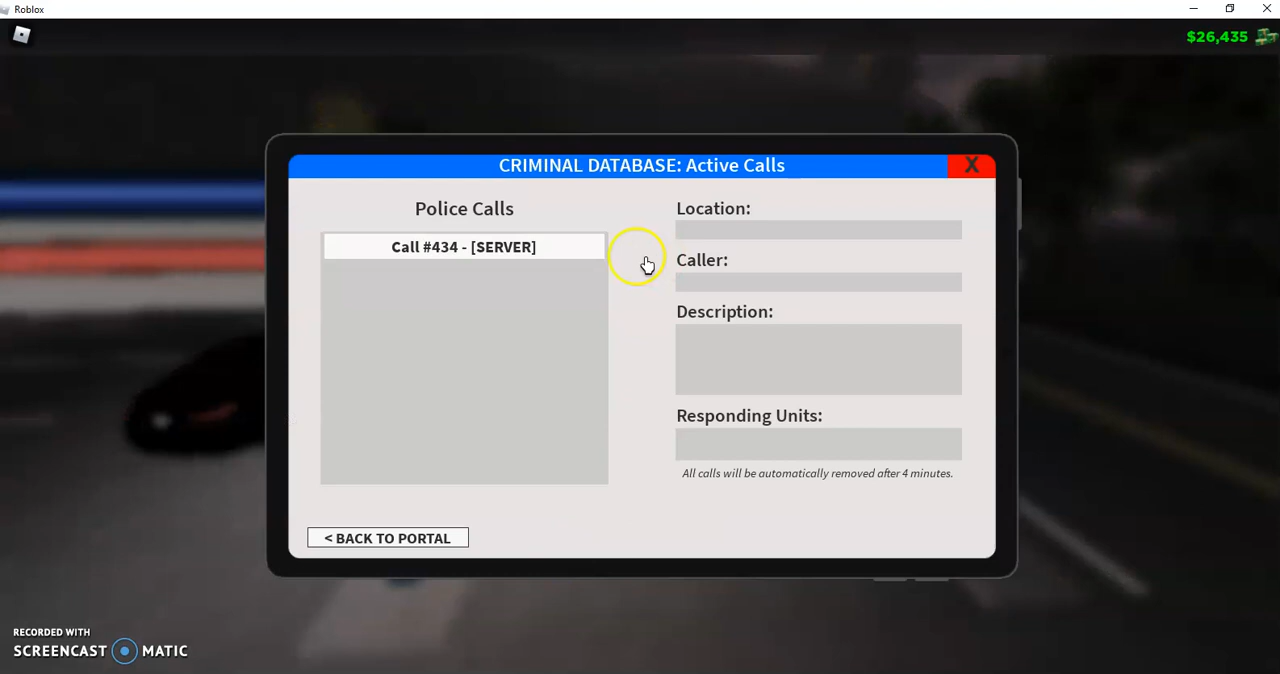 Roblox
$26,435
CRIMINAL DATABASE: Active Calls
X
Police Calls
Call #434 - [SERVER]
Location:
Caller:
Description:
Responding Units:
All calls will be automatically removed after 4 minutes.
< BACK TO PORTAL
RECORDED WITH
SCREENCAST MATIC